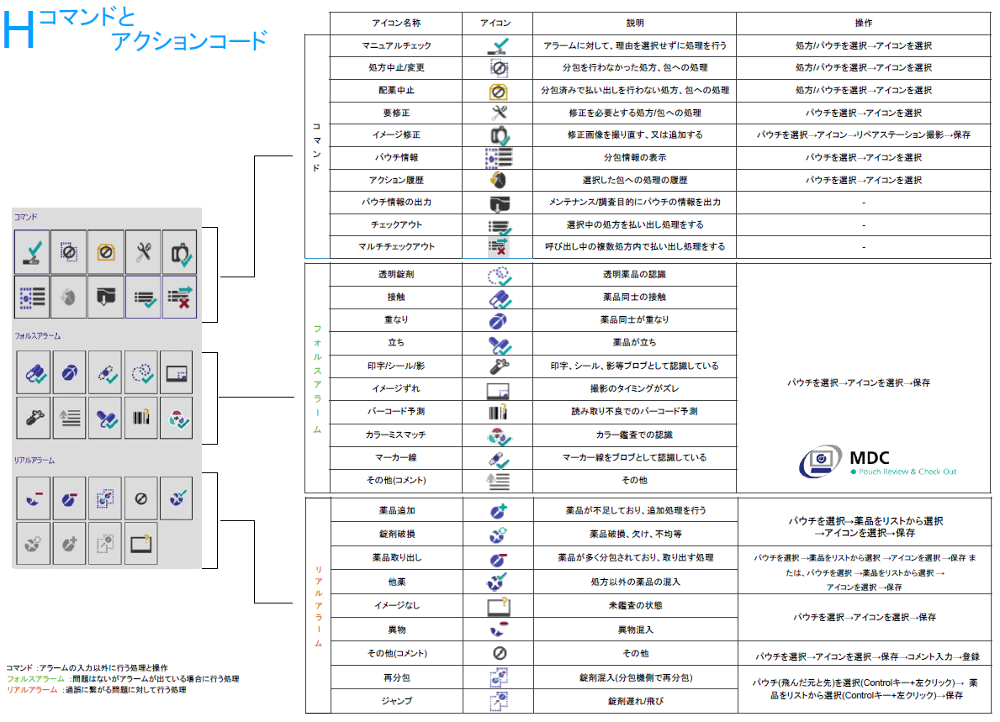 H コマンドと
アクションコード
コマンド
フォルスアラーム
リアルアラーム
コマンド ：アラームの入力以外に行う処理と操作
フォルスアラーム ：問題はないがアラームが出ている場合に行う処理
リアルアラーム ：過誤に繋がる問題に対して行う処理
アイコン名称 アイコン 説明 操作
コマンド
マニュアルチェック アラームに対して、理由を選択せずに処理を行う 処方/パウチを選択→アイコンを選択
処方中止/変更 分包を行わなかった処方、包への処理 処方/パウチを選択→アイコンを選択
配薬中止 分包済みで払い出しを行わない処方、包への処理 処方/パウチを選択→アイコンを選択
要修正 修正を必要とする処方/包への処理 パウチを選択→アイコンを選択
イメージ修正 修正画像を撮り直す、又は追加する パウチを選択→アイコン→リペアステーション撮影→保存
パウチ情報 分包情報の表示 パウチを選択→アイコンを選択
アクション履歴 選択した包への処理の履歴 パウチを選択→アイコンを選択
パウチ情報の出力 メンテナンス/調査目的にパウチの情報を出力 -
チェックアウト 選択中の処方を払い出し処理をする -
マルチチェックアウト 呼び出し中の複数処方内で払い出し処理をする -
フォルスアラーム
透明錠剤 透明薬品の認識
接触 薬品同士の接触
重なり 薬品同士が重なり
立ち 薬品が立ち
印字/シール/影 印字、シール、影等ブロブとして認識している
イメージずれ 撮影のタイミングがズレ
バーコード予測 読み取り不良でのバーコード予測
カラーミスマッチ カラー鑑査での認識
マーカー線 マーカー線をブロブとして認識している
その他(コメント) その他
パウチを選択→アイコンを選択→保存
MDC
Pouch Review & Check Out
リアルアラーム
薬品追加 薬品が不足しており、追加処理を行う
錠剤破損 薬品破損、欠け、不均等
パウチを選択→薬品をリストから選択
→アイコンを選択→保存
薬品取り出し 薬品が多く分包されており、取り出す処理
他薬 処方以外の薬品の混入
パウチを選択 →薬品をリストから選択 →アイコンを選択 →保存 ま
たは、パウチを選択 →薬品をリストから選択 →
アイコンを選択 →保存
イメージなし 未鑑査の状態
異物 異物混入
パウチを選択→アイコンを選択→保存
その他(コメント) その他 パウチを選択→アイコンを選択→保存→コメント入力→登録
再分包 錠剤混入(分包機側で再分包)
ジャンプ 錠剤遅れ/飛び
パウチ(飛んだ元と先)を選択(Controlキー+左クリック)→ 薬
品をリストから選択(Controlキー+左クリック)→保存